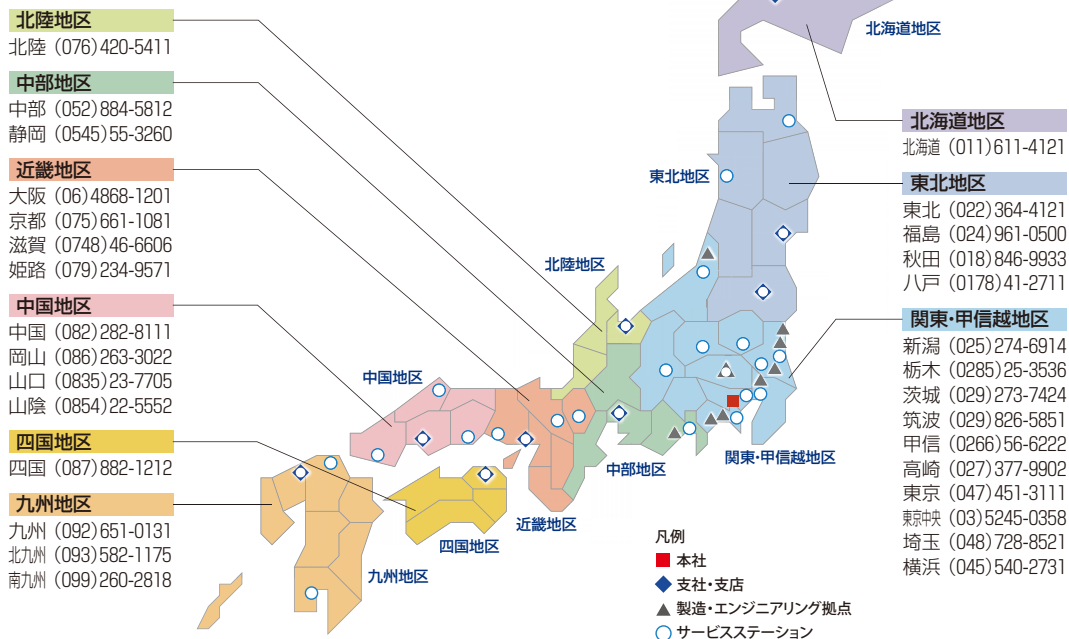 北陸地区
北陸 (076)420-5411
中部地区
中部 (052)884-5812
静岡 (0545)55-3260
近畿地区
大阪 (06)4868-1201
京都 (075)661-1081
滋賀 (0748)46-6606
姫路 (079)234-9571
中国地区
中国 (082)282-8111
岡山 (086)263-3022
山口 (0835)23-7705
山陰 (0854)22-5552
四国地区
四国 (087)882-1212
九州地区
九州 (092)651-0131
北九州 (093)582-1175
南九州 (099)260-2818
北海道地区
東北地区
北陸地区
中国地区
関東・甲信越地区
中部地区
近畿地区
四国地区
九州地区
凡例
本社
支社・支店
製造・エンジニアリング拠点
サービスステーション
北海道地区
北海道 (011)611-4121
東北地区
東北 (022)364-4121
福島 (024)961-0500
秋田 (018)846-9933
八戸 (0178)41-2711
関東・甲信越地区
新潟 (025)274-6914
栃木 (0285)25-3536
茨城 (029)273-7424
筑波 (029)826-5851
甲信 (0266)56-6222
高崎 (027)377-9902
東京 (047)451-3111
東京中央 (03)5245-0358
埼玉 (048)728-8521
横浜 (045)540-2731